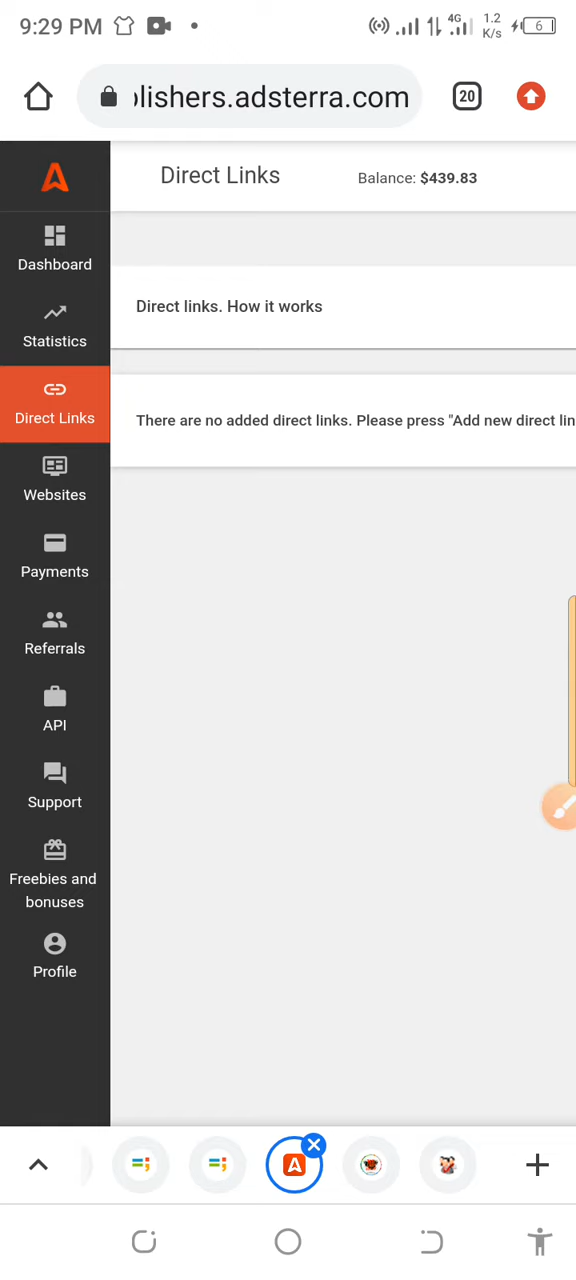 9:29 PM
4G
1.2
K/s
6
lishers.adsterra.com
20
Direct Links
Balance: $439.83
Dashboard
Direct links. How it works
Statistics
Direct Links
There are no added direct links. Please press "Add new direct lin
Websites
Payments
Referrals
API
Support
Freebies and
bonuses
Profile